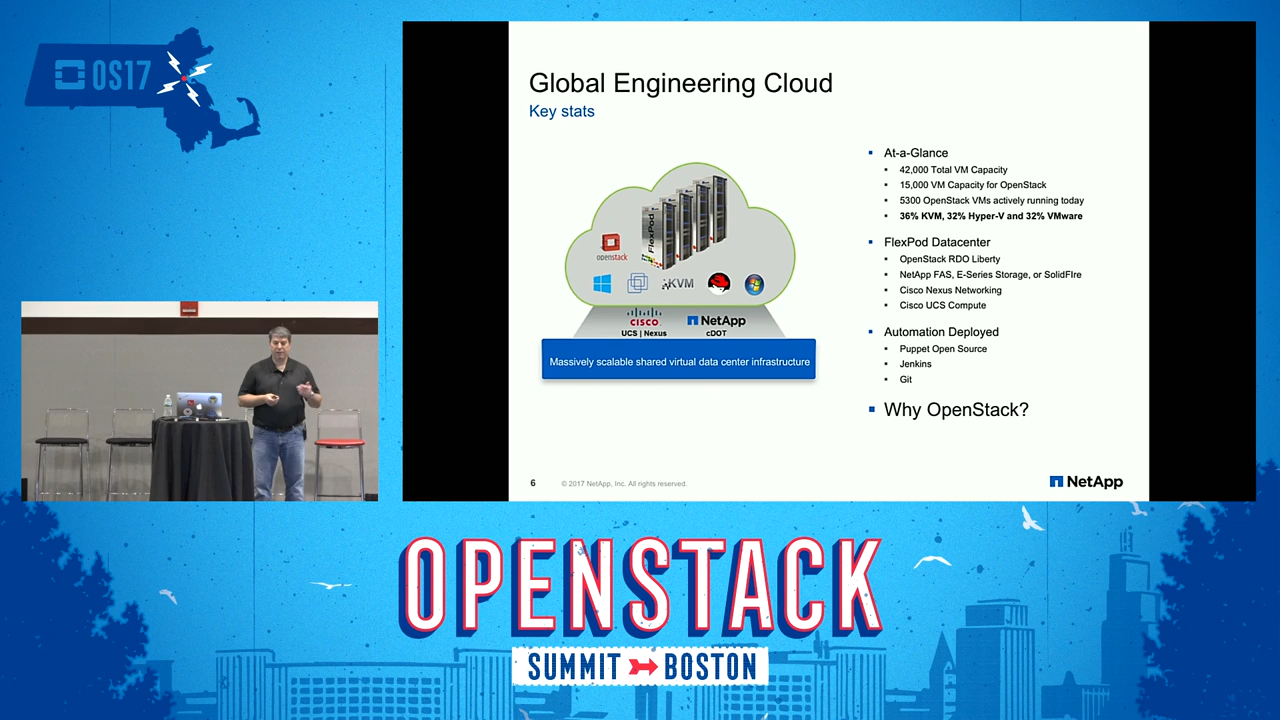 OS17
Global Engineering Cloud
Key stats
FlexPod
openstack
KVM
CISCO
UCS | Nexus
NetApp
cDOT
Massively scalable shared virtual data center infrastructure
At-a-Glance
42,000 Total VM Capacity
15,000 VM Capacity for OpenStack
5300 OpenStack VMs actively running today
36% KVM, 32% Hyper-V and 32% VMware
FlexPod Datacenter
OpenStack RDO Liberty
NetApp FAS, E-Series Storage, or SolidFIre
Cisco Nexus Networking
Cisco UCS Compute
Automation Deployed
Puppet Open Source
Jenkins
Git
Why OpenStack?
6
© 2017 NetApp, Inc. All rights reserved.
NetApp
OPENSTACK
SUMMIT BOSTON